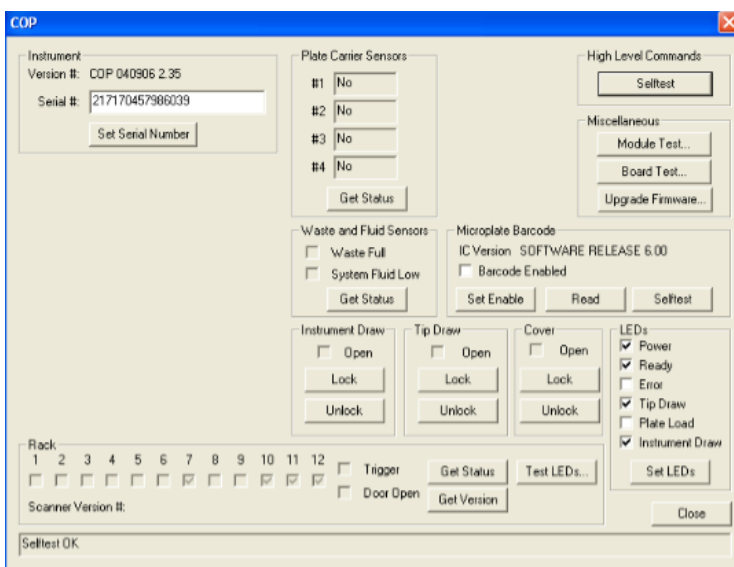 COP
Instrument
Version #: COP 040906 2.35
Serial #: 217170457986039
Set Serial Number
Plate Carrier Sensors
#1 No
#2 No
#3 No
#4 No
Get Status
High Level Commands
Selftest
Miscellaneous
Module Test...
Board Test...
Upgrade Firmware...
Waste and Fluid Sensors
Waste Full
System Fluid Low
Get Status
Microplate Barcode
IC Version SOFTWARE RELEASE 6.00
Barcode Enabled
Set Enable Read Selftest
Instrument Draw
Open
Lock
Unlock
Tip Draw
Open
Lock
Unlock
Cover
Open
Lock
Unlock
LEDs
Power
Ready
Error
Tip Draw
Plate Load
Instrument Draw
Set LEDs
Rack
1 2 3 4 5 6 7 8 9 10 11 12
Trigger
Door Open
Get Status
Get Version
Test LEDs...
Scanner Version #:
Close
Selftest OK